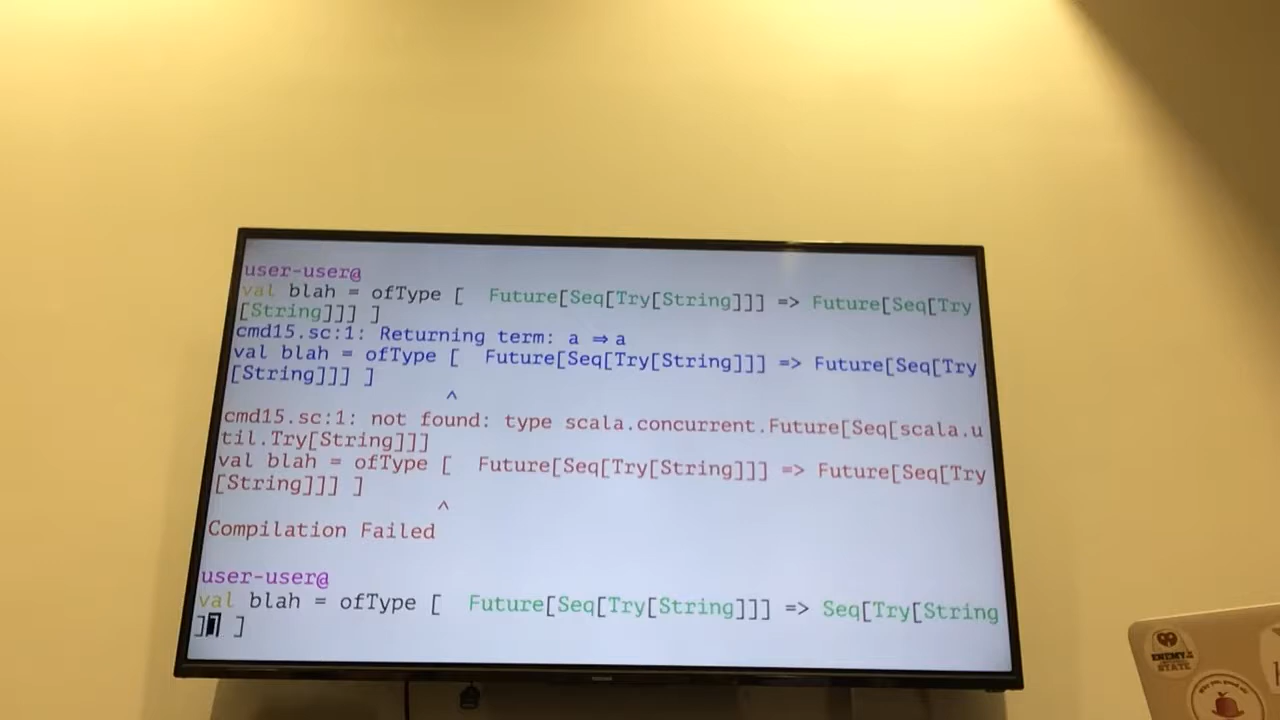 user-user@
val blah = ofType [  Future[Seq[Try[String]]] => Future[Seq[Try
[String]]] ]
cmd15.sc:1: Returning term: a ⇒ a
val blah = ofType [  Future[Seq[Try[String]]] => Future[Seq[Try
[String]]] ]
^
cmd15.sc:1: not found: type scala.concurrent.Future[Seq[scala.u
til.Try[String]]]
val blah = ofType [  Future[Seq[Try[String]]] => Future[Seq[Try
[String]]] ]
^
Compilation Failed
user-user@
val blah = ofType [  Future[Seq[Try[String]]] => Seq[Try[String
]] ]
ENEMY
STATE